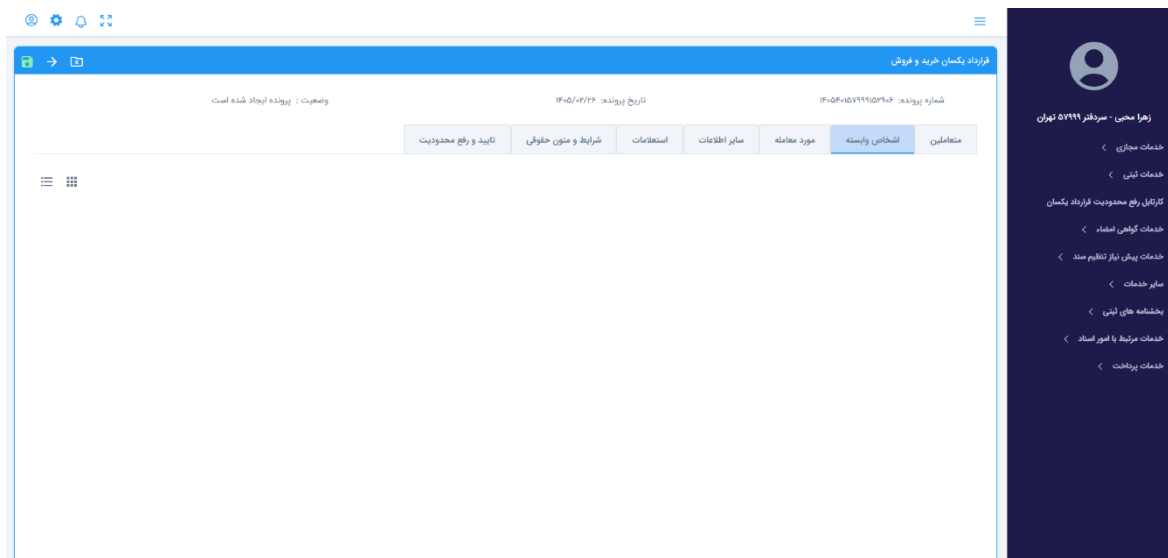 قرارداد یکسان خرید و فروش
شماره پرونده: ۱۴۰۵۴۰۱۵۷۹۹۹۱۵۲۹۰۶ تاریخ پرونده: ۱۴۰۵/۰۲/۲۶ وضعیت : پرونده ایجاد شده است
متعاملین اشخاص وابسته مورد معامله سایر اطلاعات استعلامات شرایط و متون حقوقی تایید و رفع محدودیت
زهرا محبی - سردفتر ۵۷۹۹۹ تهران
خدمات مجازی
خدمات ثبتی
کارتابل رفع محدودیت قرارداد یکسان
خدمات گواهی امضاء
خدمات پیش نیاز تنظیم سند
سایر خدمات
بخشنامه های ثبتی
خدمات مرتبط با امور اسناد
خدمات پرداخت